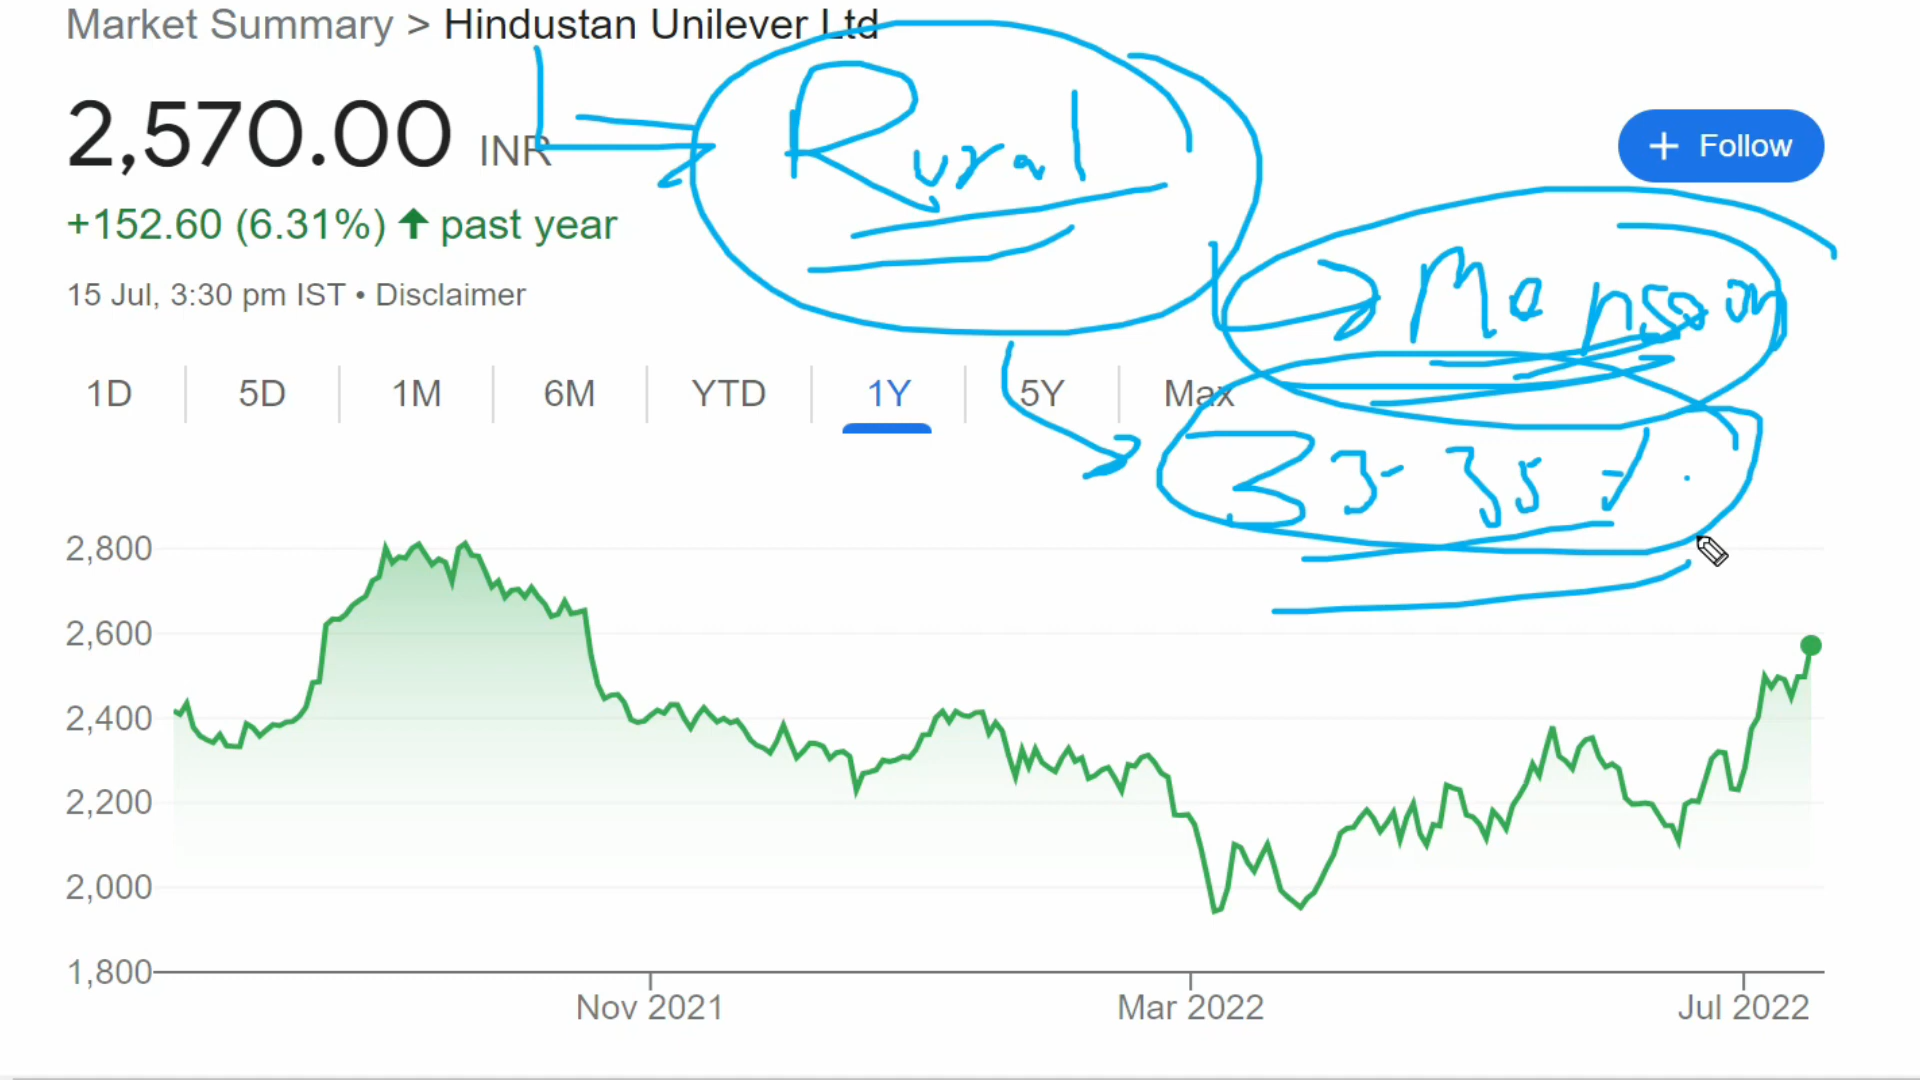 Market Summary > Hindustan Unilever Ltd
2,570.00 INR
Rural
+ Follow
+152.60 (6.31%) ↑ past year
15 Jul, 3:30 pm IST • Disclaimer
Monsoon
1D 5D 1M 6M YTD 1Y 5Y Max
33-35%
2,800
2,600
2,400
2,200
2,000
1,800
Nov 2021 Mar 2022 Jul 2022